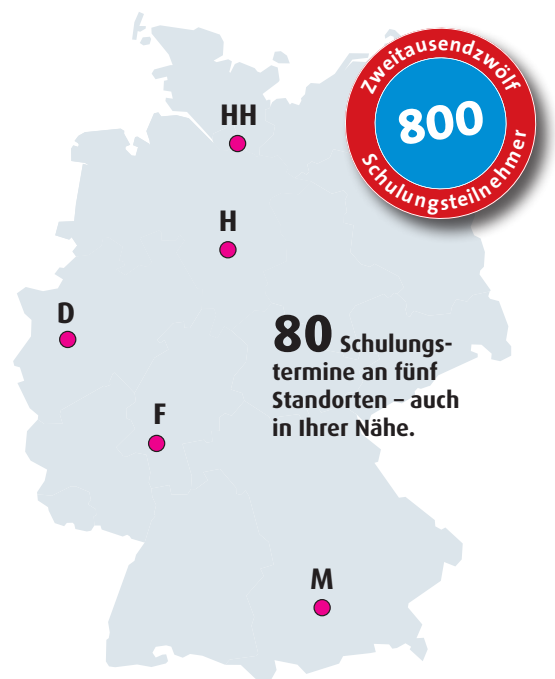 Zweitausendzwölf
800
Schulungsteilnehmer
HH
H
D
80 Schulungs-
termine an fünf
Standorten – auch
in Ihrer Nähe.
F
M